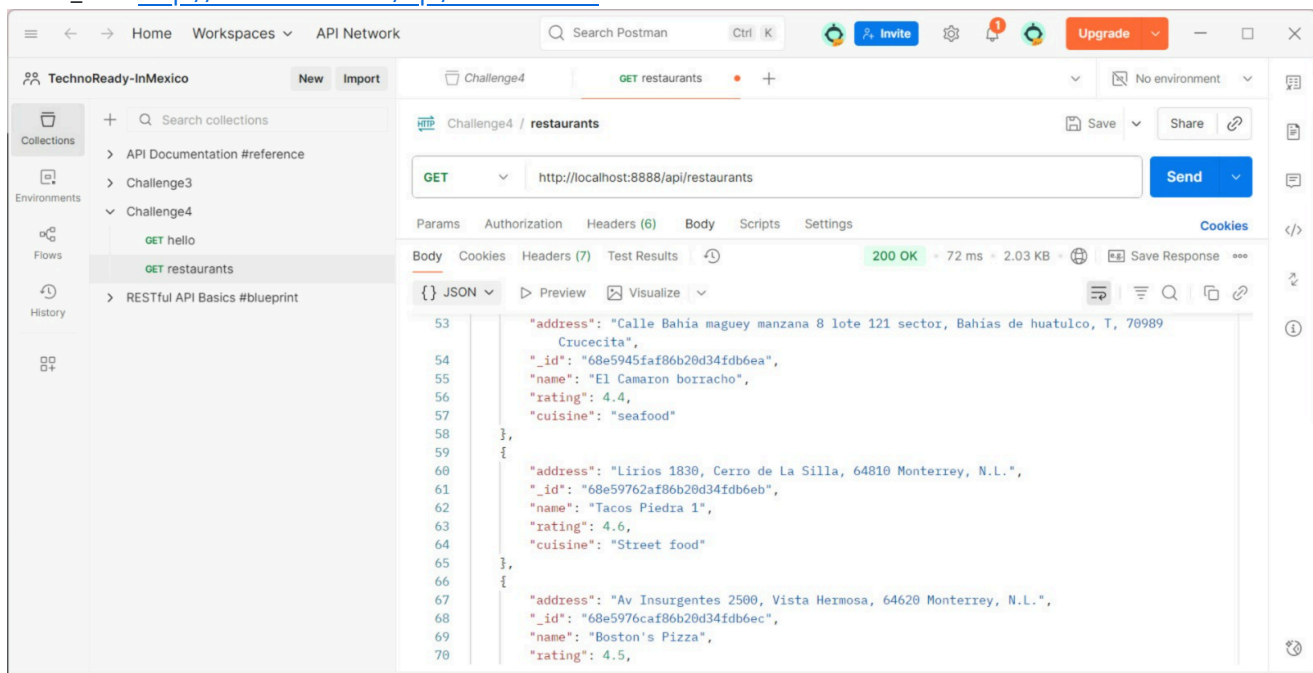 Home Workspaces API Network Search Postman Ctrl K Invite 1 Upgrade
TechnoReady-InMexico New Import
Challenge4 GET restaurants + No environment
Collections
Environments
Flows
History
+ Search collections
API Documentation #reference
Challenge3
Challenge4
GET hello
GET restaurants
RESTful API Basics #blueprint
HTTP Challenge4 / restaurants Save Share
GET http://localhost:8888/api/restaurants Send
Params Authorization Headers (6) Body Scripts Settings Cookies
Body Cookies Headers (7) Test Results 200 OK 72 ms 2.03 KB Save Response
{} JSON Preview Visualize
53 "address": "Calle Bahia maguey manzana 8 lote 121 sector, Bahias de huatulco, T, 70989
Crucecita",
54 "_id": "68e5945faf86b20d34fdb6ea",
55 "name": "El Camaron borracho",
56 "rating": 4.4,
57 "cuisine": "seafood"
58 },
59 {
60 "address": "Lirios 1830, Cerro de La Silla, 64810 Monterrey, N.L.",
61 "_id": "68e59762af86b20d34fdb6eb",
62 "name": "Tacos Piedra 1",
63 "rating": 4.6,
64 "cuisine": "Street food"
65 },
66 {
67 "address": "Av Insurgentes 2500, Vista Hermosa, 64620 Monterrey, N.L.",
68 "_id": "68e5976caf86b20d34fdb6ec",
69 "name": "Boston's Pizza",
70 "rating": 4.5,